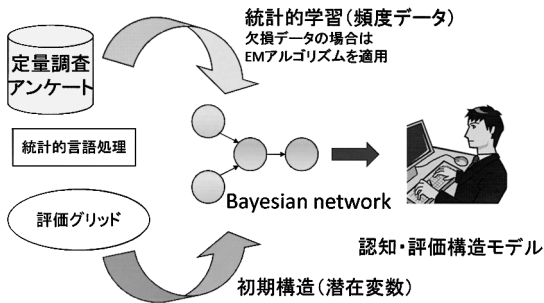 統計的学習（頻度データ）
欠損データの場合は
EMアルゴリズムを適用
定量調査
アンケート
統計的言語処理
評価グリッド
Bayesian network
認知・評価構造モデル
初期構造（潜在変数）